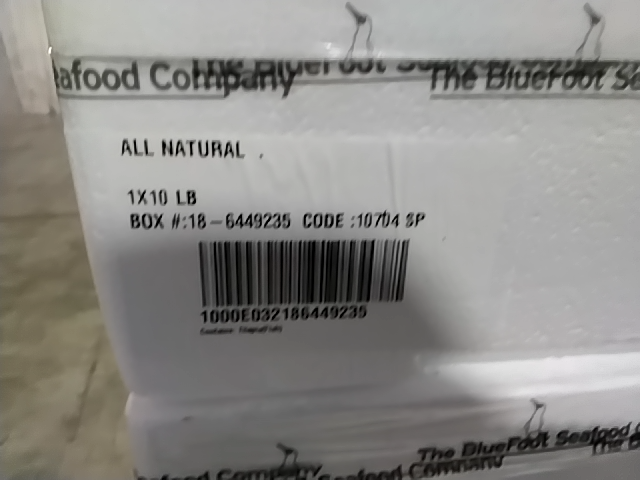 afood Company The BlueFoot Se
ALL NATURAL
1X10 LB
BOX #:18-6449235 CODE :10704 SP
1000E032186449235
The BlueFoot Seafood
Seafood Company